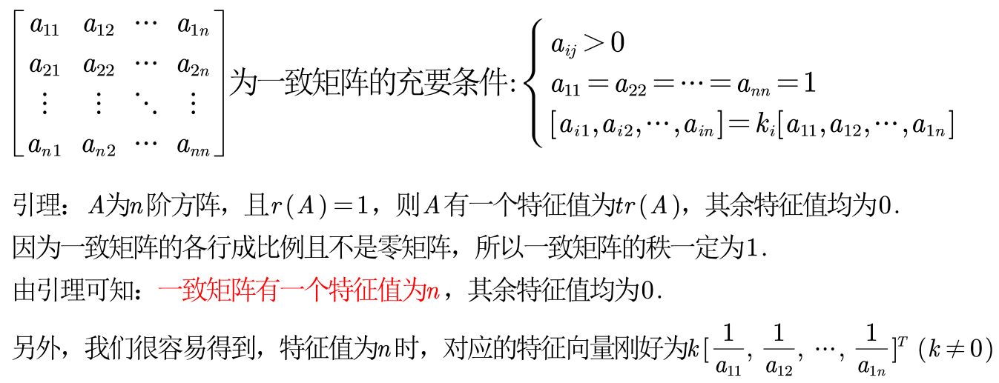 $\begin{bmatrix} a_{11} & a_{12} & \cdots & a_{1n} \\ a_{21} & a_{22} & \cdots & a_{2n} \\ \vdots & \vdots & \ddots & \vdots \\ a_{n1} & a_{n2} & \cdots & a_{nn} \end{bmatrix}$为一致矩阵的充要条件:$\begin{cases} a_{ij}>0 \\ a_{11}=a_{22}=\cdots=a_{nn}=1 \\ [a_{i1},a_{i2},\cdots,a_{in}]=k_i[a_{11},a_{12},\cdots,a_{1n}] \end{cases}$
引理：A为n阶方阵，且r(A)=1，则A有一个特征值为tr(A)，其余特征值均为0.
因为一致矩阵的各行成比例且不是零矩阵，所以一致矩阵的秩一定为1.
由引理可知：一致矩阵有一个特征值为n，其余特征值均为0.
另外，我们很容易得到，特征值为n时，对应的特征向量刚好为$k[\frac{1}{a_{11}},\frac{1}{a_{12}},\cdots,\frac{1}{a_{1n}}]^T$ $(k\neq 0)$